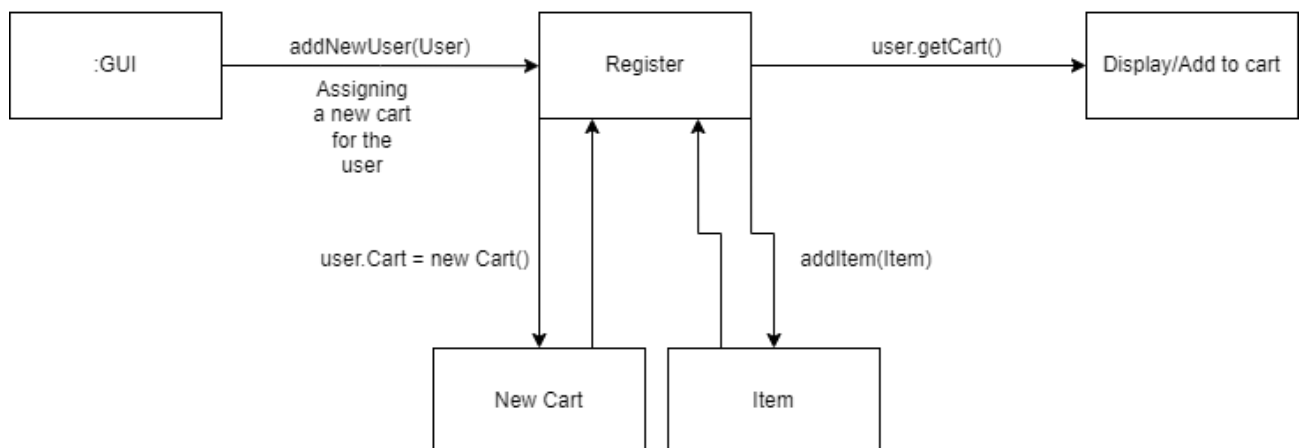 :GUI
addNewUser(User)
Assigning
a new cart
for the
user
Register
user.getCart()
Display/Add to cart
user.Cart = new Cart()
addItem(Item)
New Cart
Item